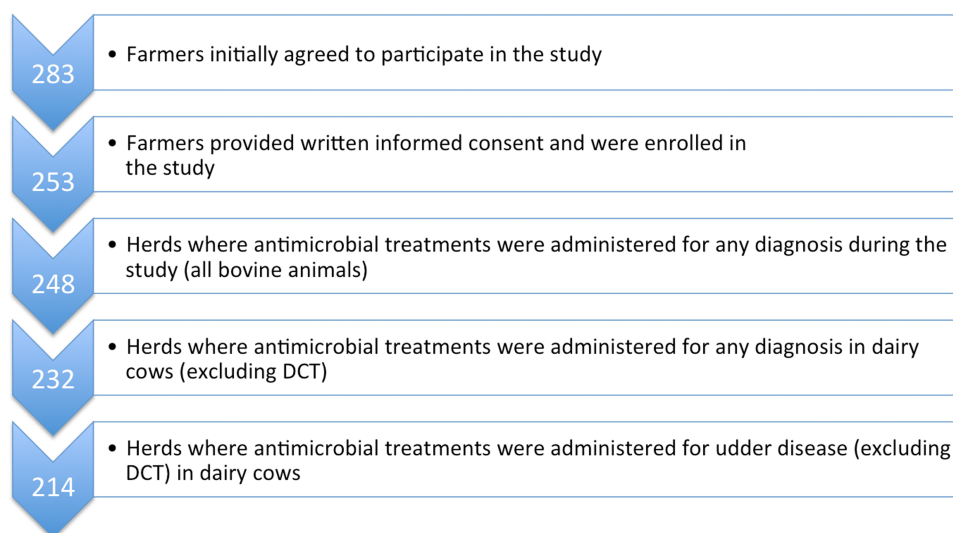 283
• Farmers initially agreed to participate in the study
253
• Farmers provided written informed consent and were enrolled in
the study
248
• Herds where antimicrobial treatments were administered for any diagnosis during the
study (all bovine animals)
232
• Herds where antimicrobial treatments were administered for any diagnosis in dairy
cows (excluding DCT)
214
• Herds where antimicrobial treatments were administered for udder disease (excluding
DCT) in dairy cows